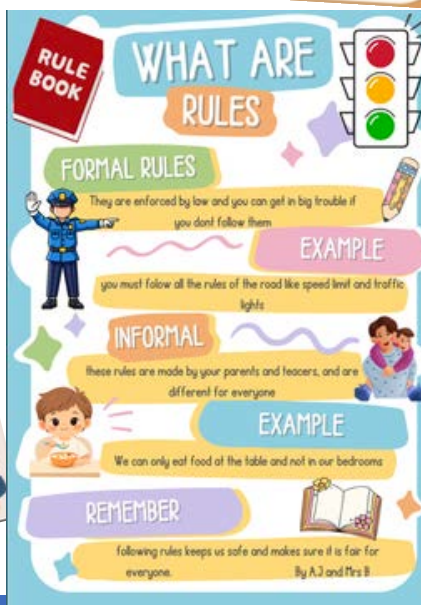 RULE
BOOK
WHAT ARE
RULES
FORMAL RULES
They are enforced by low and you can get in big trouble if
you dont follow them
EXAMPLE
you must folow all the rules of the road like speed limit and traffic
lights
INFORMAL
these rules are made by your parents and teacers, and are
different for everyone
EXAMPLE
We can only eat food at the table and not in our bedrooms
REMEMBER
following rules keeps us safe and makes sure it is fair for
everyone. By A.J and Mrs B